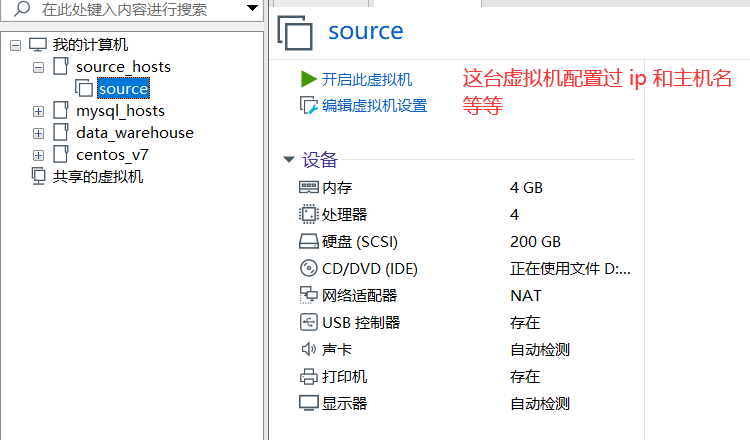 在此处键入内容进行搜索
我的计算机
source_hosts
source
mysql_hosts
data_warehouse
centos_v7
共享的虚拟机
source
开启此虚拟机
编辑虚拟机设置
这台虚拟机配置过 ip 和主机名
等等
设备
内存 4 GB
处理器 4
硬盘 (SCSI) 200 GB
CD/DVD (IDE) 正在使用文件 D:...
网络适配器 NAT
USB 控制器 存在
声卡 自动检测
打印机 存在
显示器 自动检测